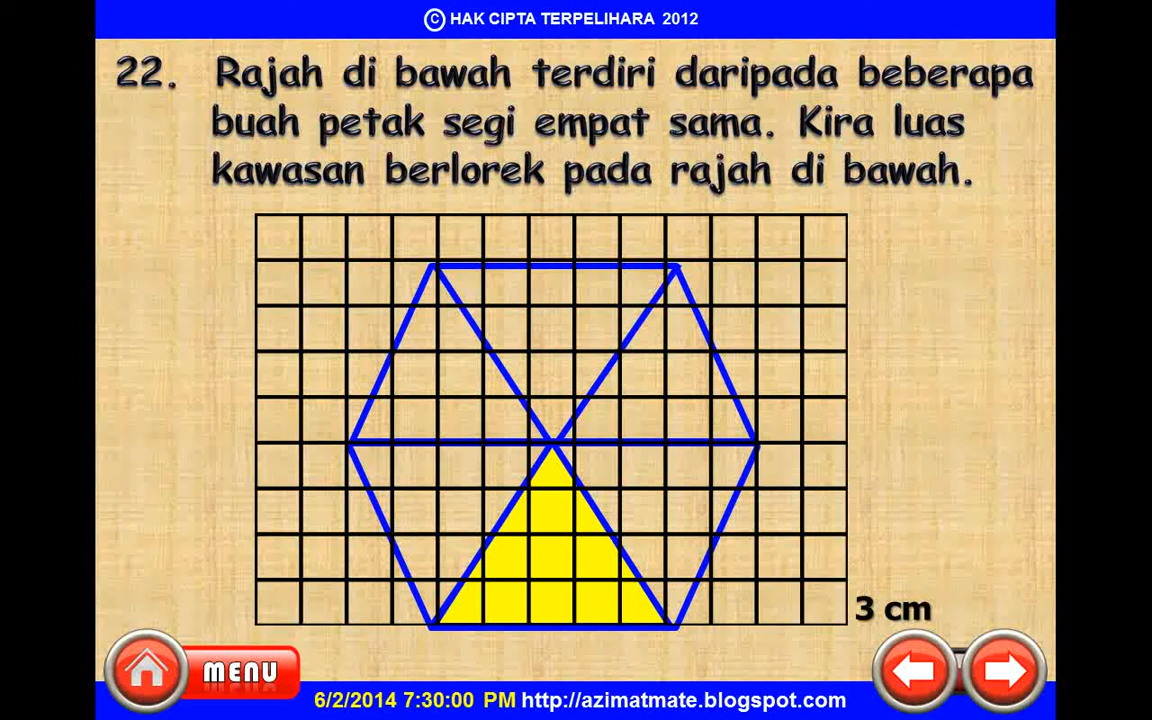 © HAK CIPTA TERPELIHARA 2012
22. Rajah di bawah terdiri daripada beberapa
buah petak segi empat sama. Kira luas
kawasan berlorek pada rajah di bawah.
3 cm
MENU
6/2/2014 7:30:00 PM http://azimatmate.blogspot.com